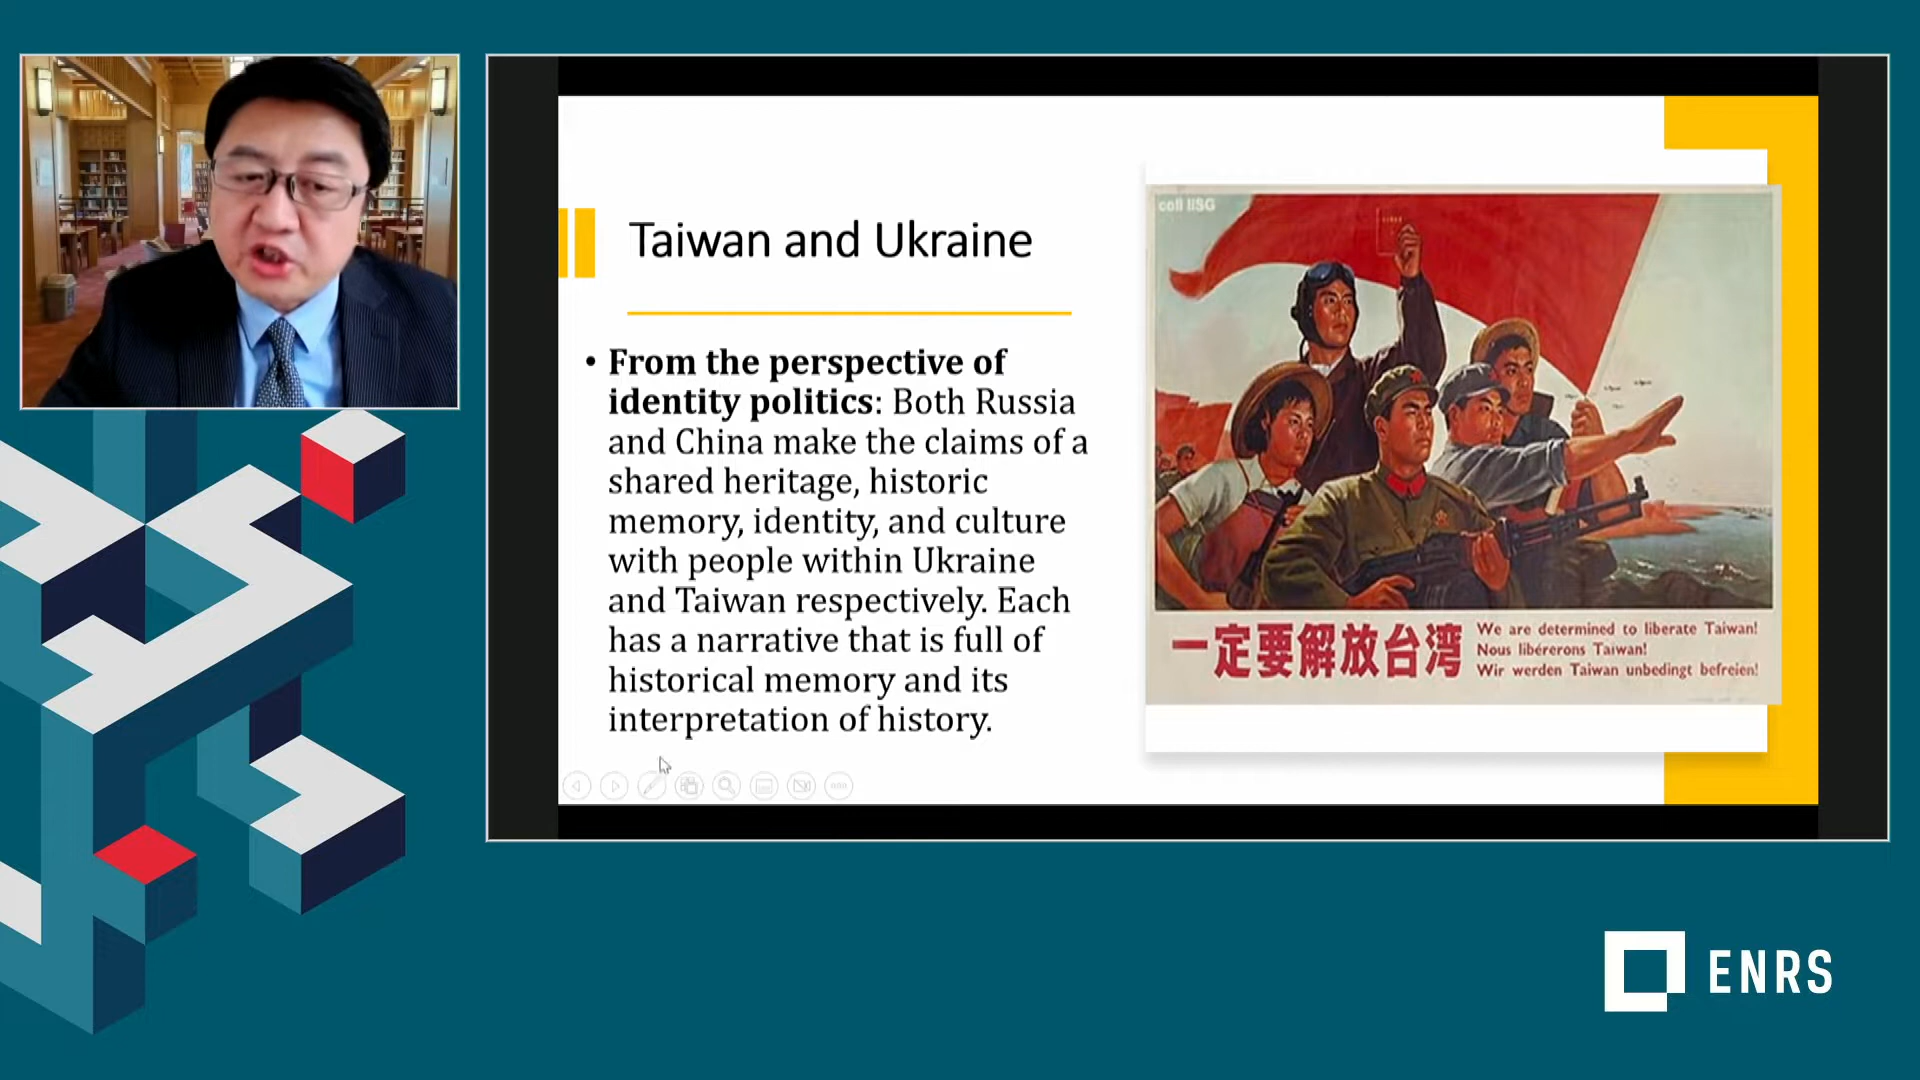 Taiwan and Ukraine
• From the perspective of
identity politics: Both Russia
and China make the claims of a
shared heritage, historic
memory, identity, and culture
with people within Ukraine
and Taiwan respectively. Each
has a narrative that is full of
historical memory and its
interpretation of history.
coll IISG
一定要解放台湾
We are determined to liberate Taiwan!
Nous libérerons Taiwan!
Wir werden Taiwan unbedingt befreien!
ENRS